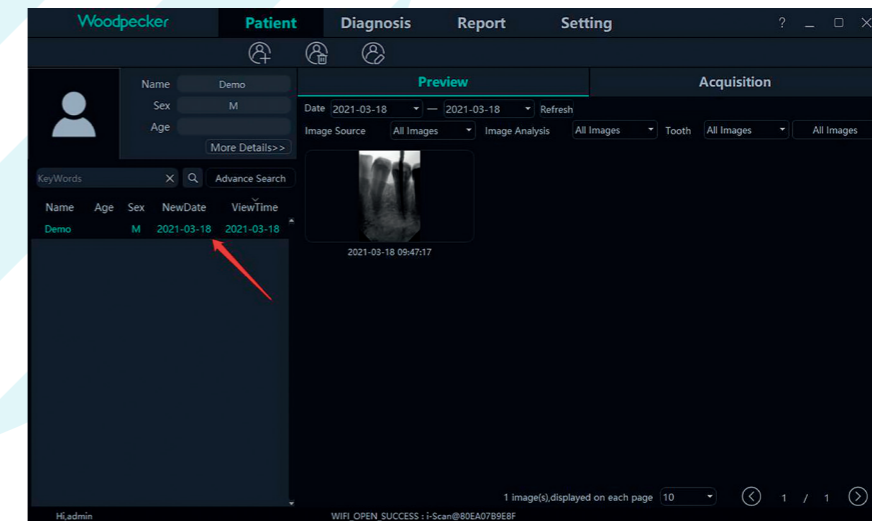 Woodpecker Patient Diagnosis Report Setting ?
Name Demo
Sex M
Age
More Details>>
KeyWords Advance Search
Name Age Sex NewDate ViewTime
Demo M 2021-03-18 2021-03-18
Preview Acquisition
Date 2021-03-18 — 2021-03-18 Refresh
Image Source All Images Image Analysis All Images Tooth All Images All Images
2021-03-18 09:47:17
1 image(s),displayed on each page 10 1 / 1
Hi,admin WIFI_OPEN_SUCCESS : i-Scan@80EA07B9E8F